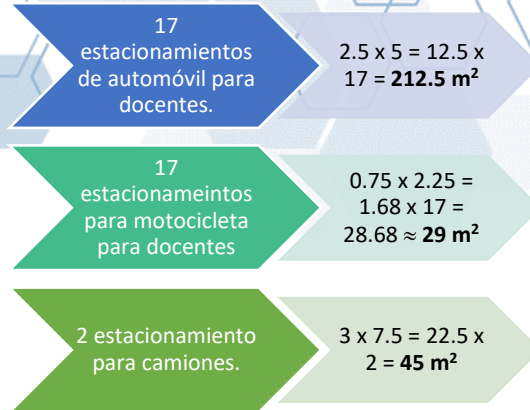 17
estacionamientos
de automóvil para
docentes.
2.5 x 5 = 12.5 x
17 = 212.5 m²
17
estacionameintos
para motocicleta
para docentes
0.75 x 2.25 =
1.68 x 17 =
28.68 ≈ 29 m²
2 estacionamiento
para camiones.
3 x 7.5 = 22.5 x
2 = 45 m²